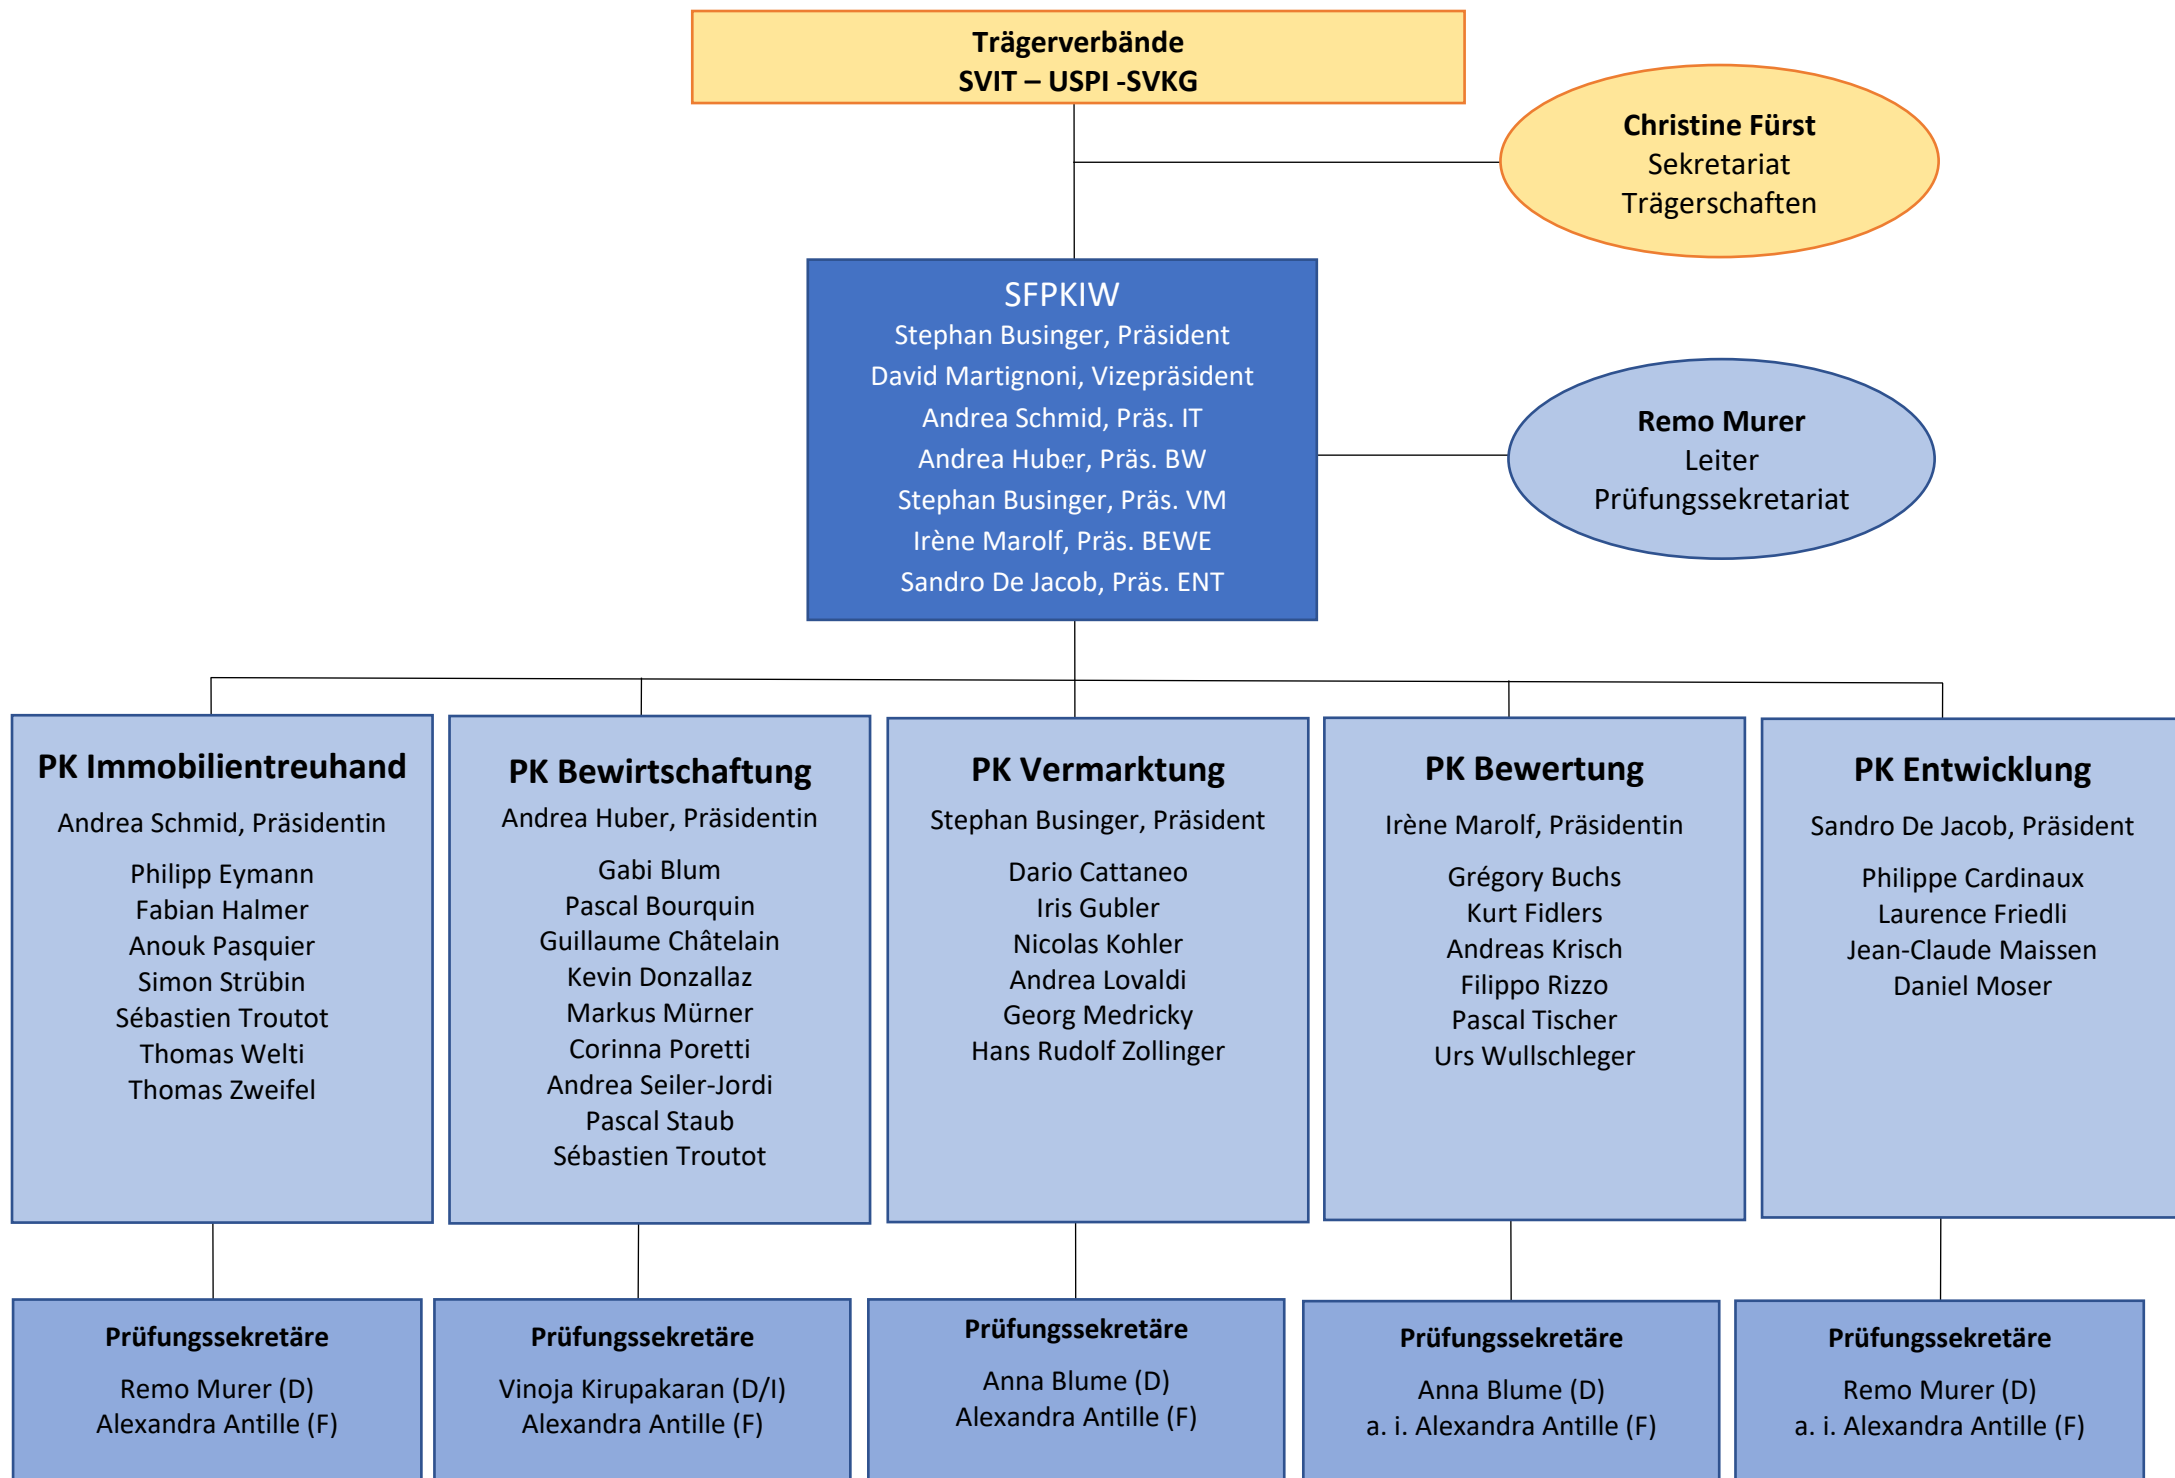 Trägerverbände
SVIT – USPI -SVKG
Christine Fürst
Sekretariat
Trägerschaften
SFPKIW
Stephan Businger, Präsident
David Martignoni, Vizepräsident
Andrea Schmid, Präs. IT
Andrea Huber, Präs. BW
Stephan Businger, Präs. VM
Irène Marolf, Präs. BEWE
Sandro De Jacob, Präs. ENT
Remo Murer
Leiter
Prüfungssekretariat
PK Immobilientreuhand
Andrea Schmid, Präsidentin
Philipp Eymann
Fabian Halmer
Anouk Pasquier
Simon Strübin
Sébastien Troutot
Thomas Welti
Thomas Zweifel
PK Bewirtschaftung
Andrea Huber, Präsidentin
Gabi Blum
Pascal Bourquin
Guillaume Châtelain
Kevin Donzallaz
Markus Mürner
Corinna Poretti
Andrea Seiler-Jordi
Pascal Staub
Sébastien Troutot
PK Vermarktung
Stephan Businger, Präsident
Dario Cattaneo
Iris Gubler
Nicolas Kohler
Andrea Lovaldi
Georg Medricky
Hans Rudolf Zollinger
PK Bewertung
Irène Marolf, Präsidentin
Grégory Buchs
Kurt Fidlers
Andreas Krisch
Filippo Rizzo
Pascal Tischer
Urs Wullschleger
PK Entwicklung
Sandro De Jacob, Präsident
Philippe Cardinaux
Laurence Friedli
Jean-Claude Maissen
Daniel Moser
Prüfungssekretäre
Remo Murer (D)
Alexandra Antille (F)
Prüfungssekretäre
Vinoja Kirupakaran (D/I)
Alexandra Antille (F)
Prüfungssekretäre
Anna Blume (D)
Alexandra Antille (F)
Prüfungssekretäre
Anna Blume (D)
a. i. Alexandra Antille (F)
Prüfungssekretäre
Remo Murer (D)
a. i. Alexandra Antille (F)